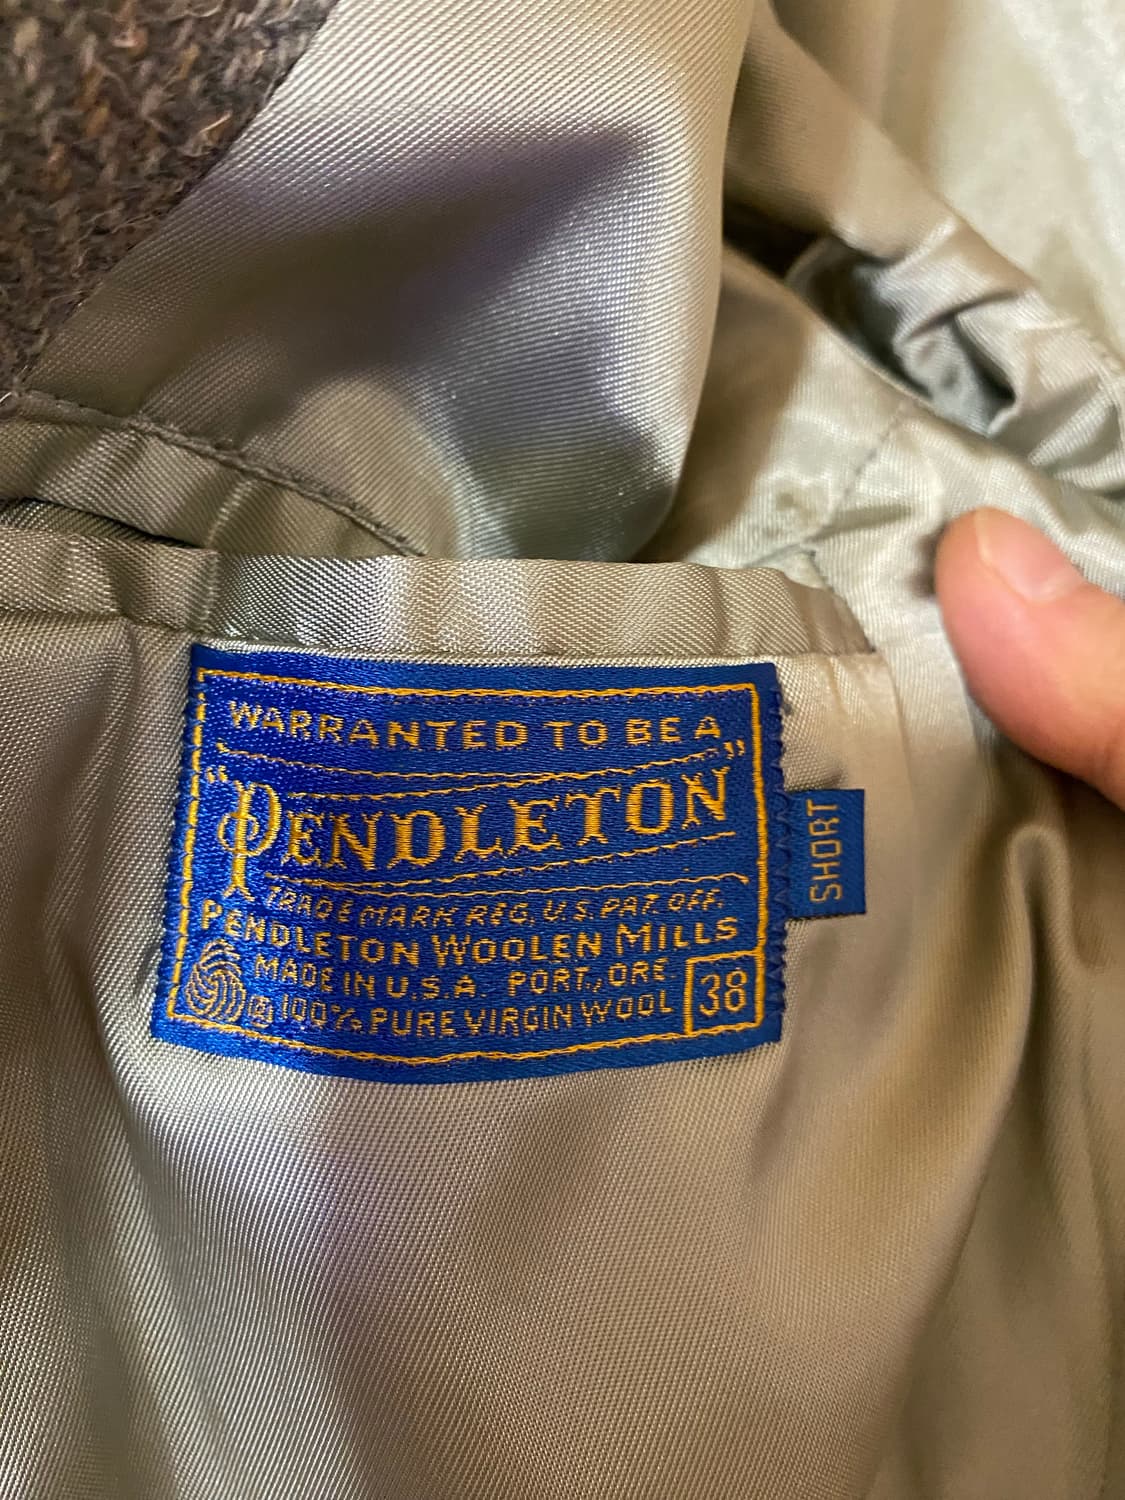 WARRANTED TO BE A
"PENDLETON"
TRADE MARK REG. U.S. PAT. OFF.
PENDLETON WOOLEN MILLS
MADE IN U.S.A. PORT., ORE.
® 100% PURE VIRGIN WOOL
38
SHORT